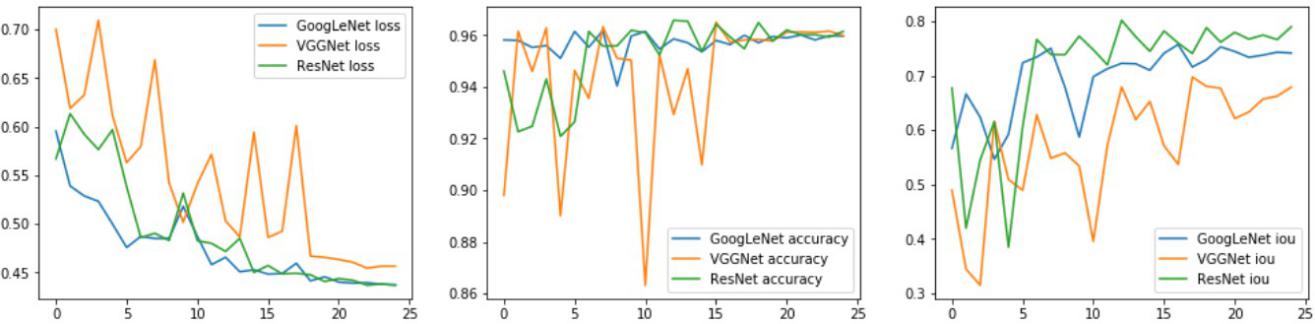 GoogLeNet loss
VGGNet loss
ResNet loss
0.70
0.65
0.60
0.55
0.50
0.45
0 5 10 15 20 25
0.96
0.94
0.92
0.90
0.88
0.86
GoogLeNet accuracy
VGGNet accuracy
ResNet accuracy
0 5 10 15 20 25
0.8
0.7
0.6
0.5
0.4
0.3
GoogLeNet iou
VGGNet iou
ResNet iou
0 5 10 15 20 25